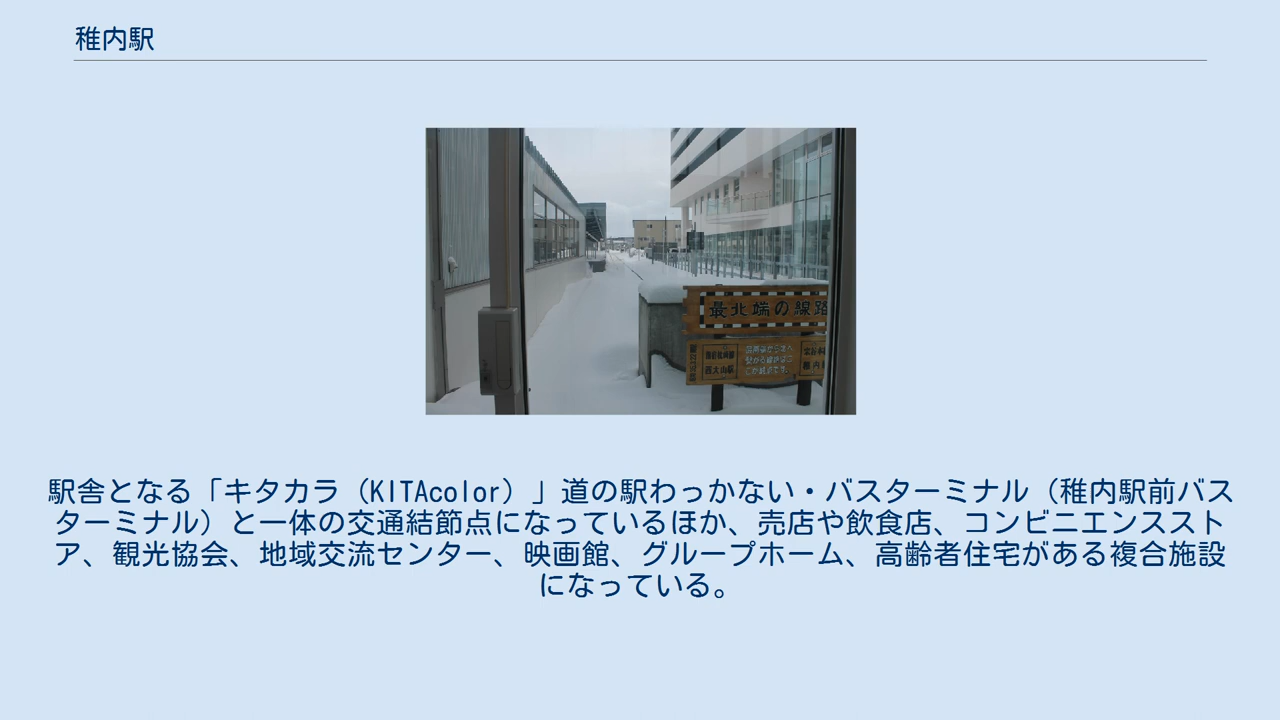 稚内駅
最北端の線路
西大山駅
稚内
駅舎となる「キタカラ（KITAcolor）」道の駅わっかない・バスターミナル（稚内駅前バス
ターミナル）と一体の交通結節点になっているほか、売店や飲食店、コンビニエンススト
ア、観光協会、地域交流センター、映画館、グループホーム、高齢者住宅がある複合施設
になっている。